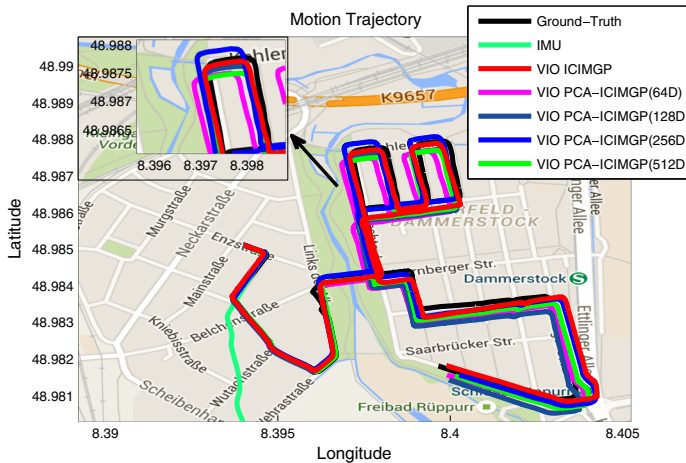 Motion Trajectory
Ground-Truth
IMU
VIO ICIMGP
VIO PCA-ICIMGP(64D)
VIO PCA-ICIMGP(128D
VIO PCA-ICIMGP(256D
VIO PCA-ICIMGP(512D
48.988
48.9875
48.987
48.9865
8.396
8.397
8.398
48.99
48.989
48.988
48.987
48.986
48.985
48.984
48.983
48.982
48.981
Latitude
8.39
8.395
8.4
8.405
Longitude
K9657
DAMMERSTOCK
Dammerstock
S
Ettlinger Allee
Murgstraße
Neckarstraße
Enzstraße
Mainstraße
Belchenstraße
Kniebisstraße
Wutachstraße
Scheibenha
Saarbrücker Str.
rnberger Str.
Freibad Rüppurr